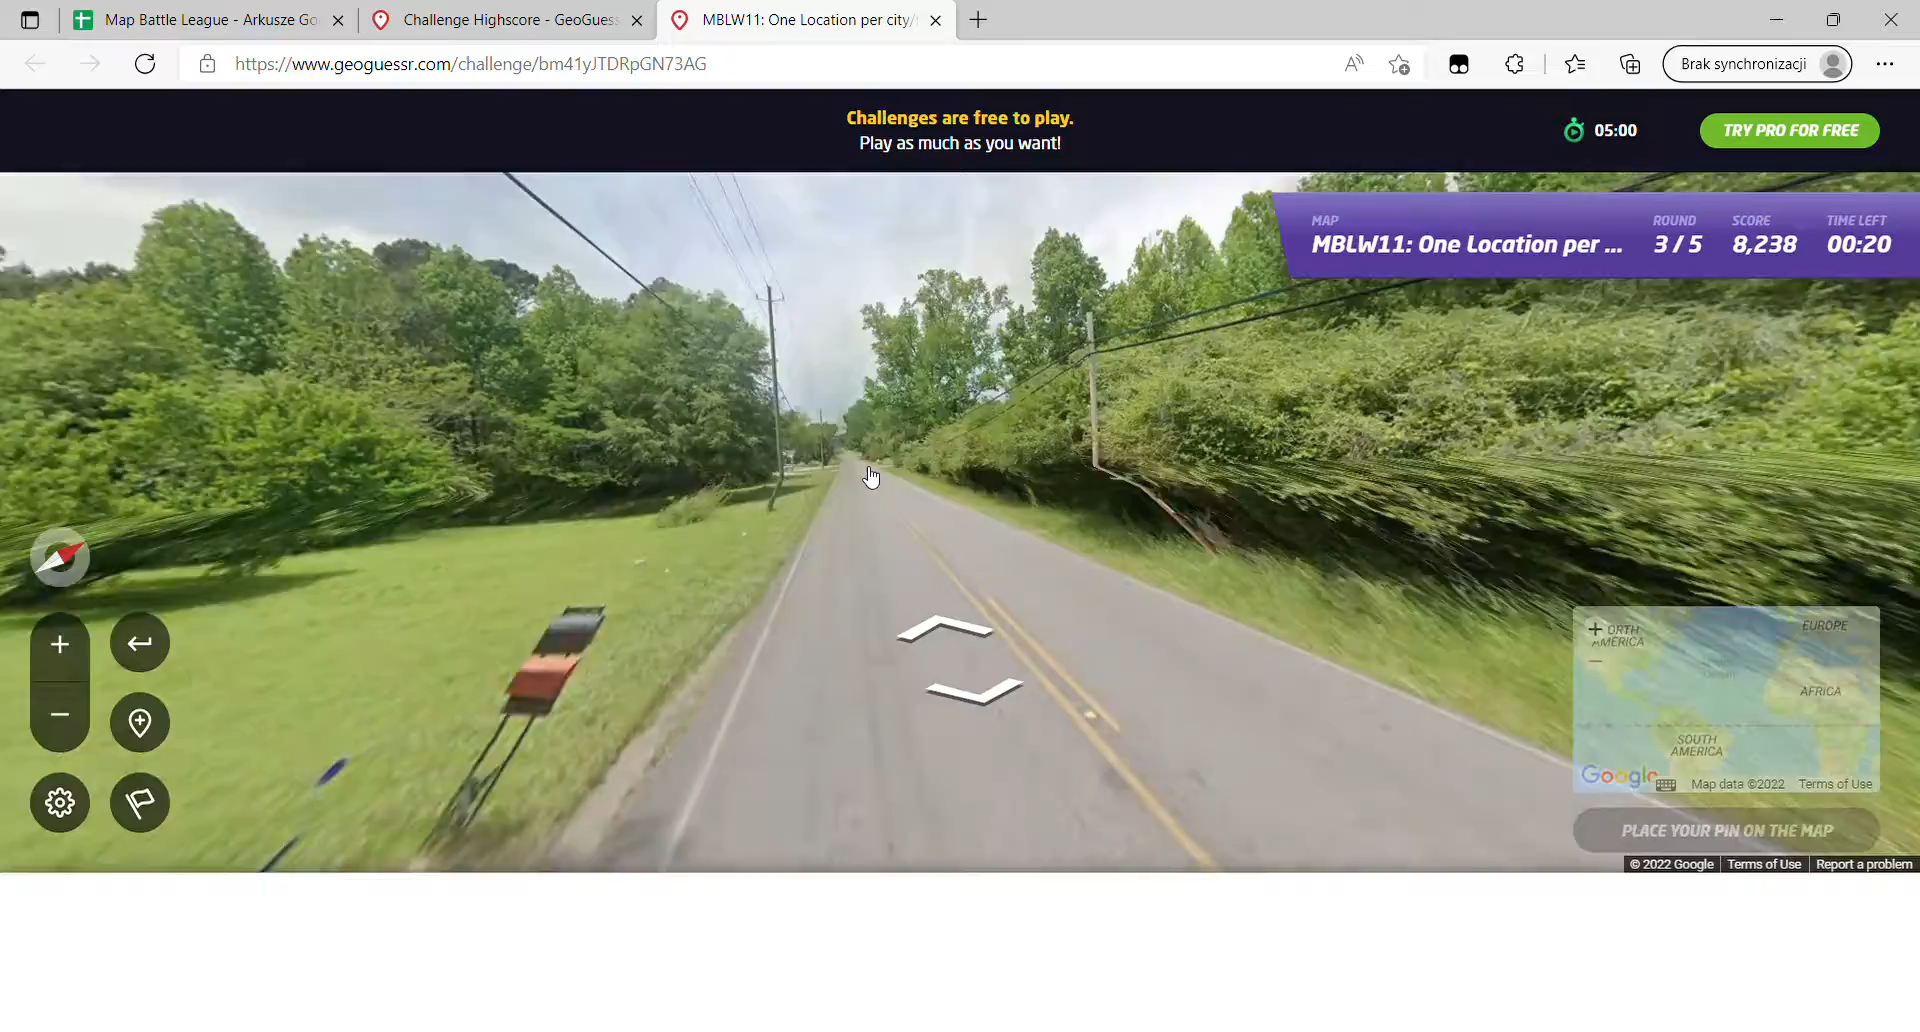 Map Battle League - Arkusze Go
Challenge Highscore - GeoGues
MBLW11: One Location per city/
https://www.geoguessr.com/challenge/bm41yJTDRpGN73AG
Brak synchronizacji
Challenges are free to play.
Play as much as you want!
05:00
TRY PRO FOR FREE
MAP
MBLW11: One Location per ...
ROUND
3 / 5
SCORE
8,238
TIME LEFT
00:20
ORTH
AMERICA
EUROPE
AFRICA
SOUTH
AMERICA
Google
Map data ©2022
Terms of Use
PLACE YOUR PIN ON THE MAP
© 2022 Google
Terms of Use
Report a problem